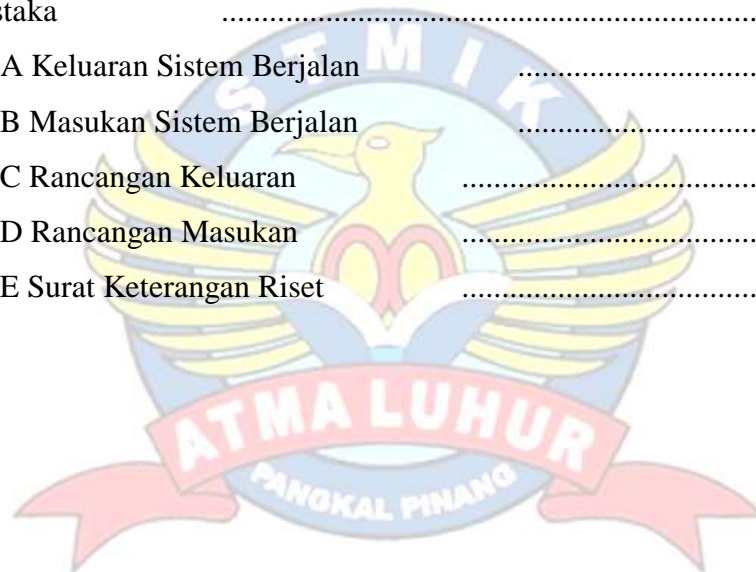 staka ....................................................................
A Keluaran Sistem Berjalan ..............................
B Masukan Sistem Berjalan ..............................
C Rancangan Keluaran .....................................
D Rancangan Masukan .....................................
E Surat Keterangan Riset .....................................
STMIK
ATMA LUHUR
PANGKAL PINANG